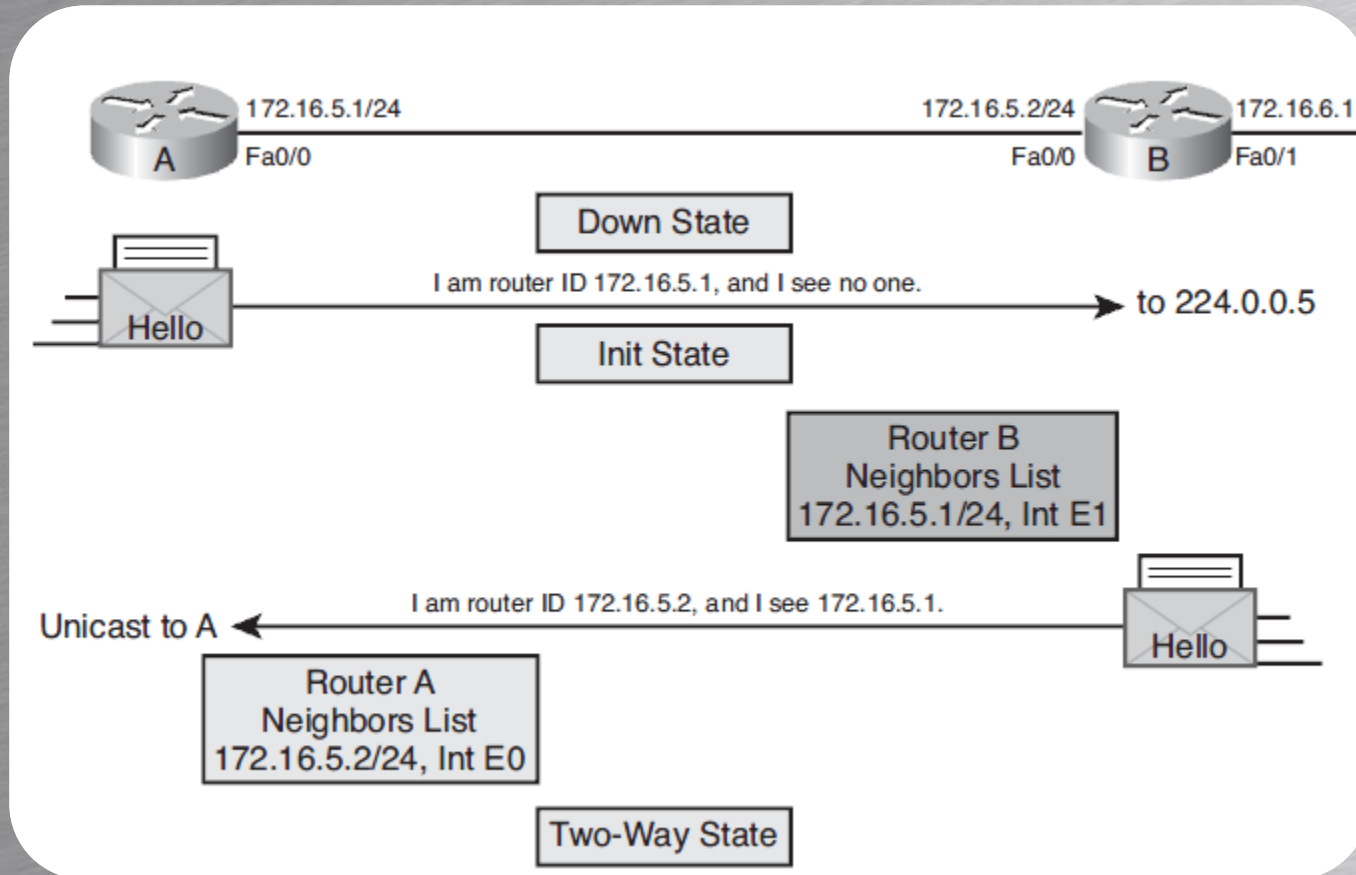 172.16.5.1/24
172.16.5.2/24
172.16.6.1
A
Fa0/0
Fa0/0
B
Fa0/1
Down State
I am router ID 172.16.5.1, and I see no one.
to 224.0.0.5
Hello
Init State
Router B
Neighbors List
172.16.5.1/24, Int E1
I am router ID 172.16.5.2, and I see 172.16.5.1.
Unicast to A
Hello
Router A
Neighbors List
172.16.5.2/24, Int E0
Two-Way State